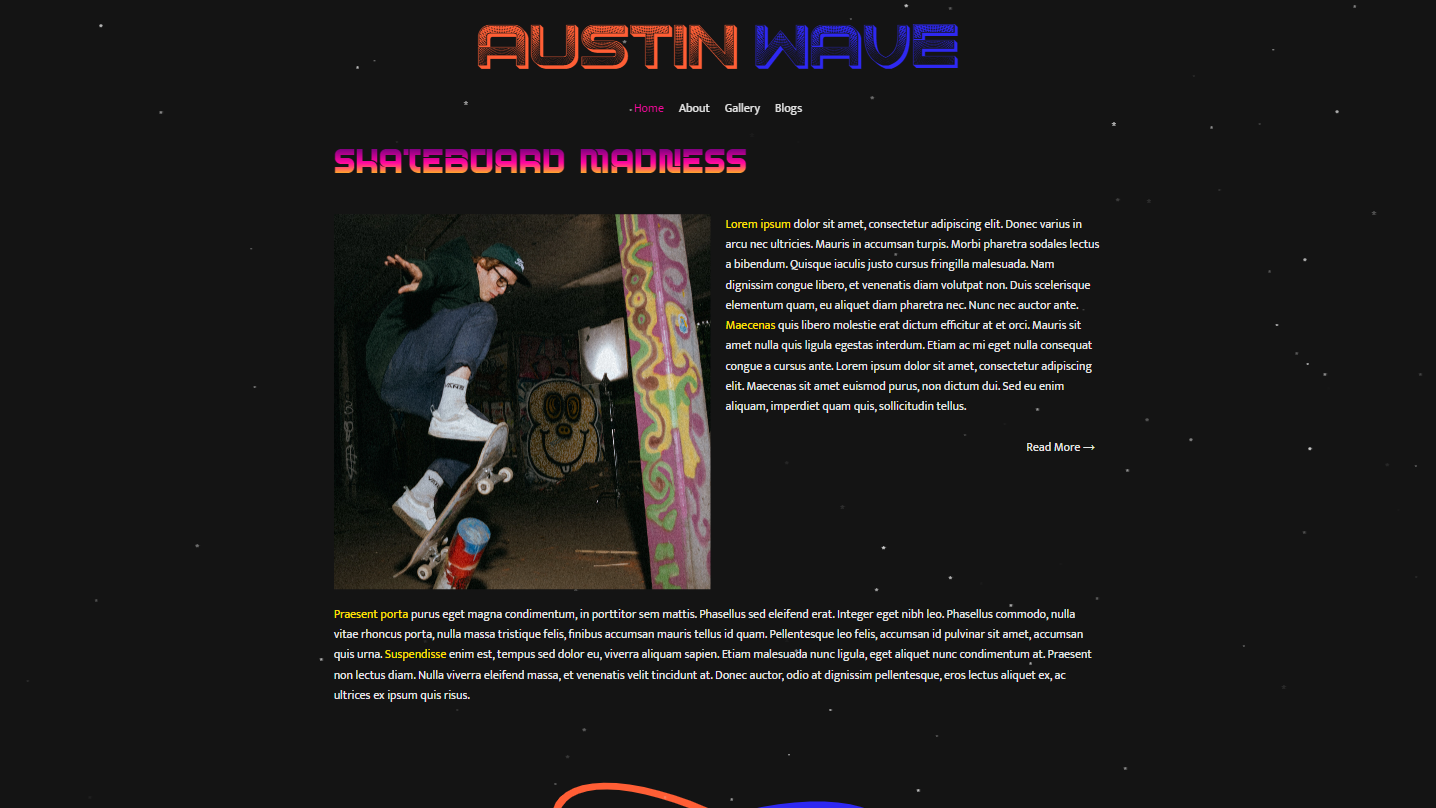 AUSTIN WAVE
Home About Gallery Blogs
SKATEBOARD MADNESS
Lorem ipsum dolor sit amet, consectetur adipiscing elit. Donec varius in
arcu nec ultricies. Mauris in accumsan turpis. Morbi pharetra sodales lectus
a bibendum. Quisque iaculis justo cursus fringilla malesuada. Nam
dignissim congue libero, et venenatis diam volutpat non. Duis scelerisque
elementum quam, eu aliquet diam pharetra nec. Nunc nec auctor ante.
Maecenas quis libero molestie erat dictum efficitur at et orci. Mauris sit
amet nulla quis ligula egestas interdum. Etiam ac mi eget nulla consequat
congue a cursus ante. Lorem ipsum dolor sit amet, consectetur adipiscing
elit. Maecenas sit amet euismod purus, non dictum dui. Sed eu enim
aliquam, imperdiet quam quis, sollicitudin tellus.
Read More →
Praesent porta purus eget magna condimentum, in porttitor sem mattis. Phasellus sed eleifend erat. Integer eget nibh leo. Phasellus commodo, nulla
vitae rhoncus porta, nulla massa tristique felis, finibus accumsan mauris tellus id quam. Pellentesque leo felis, accumsan id pulvinar sit amet, accumsan
quis urna. Suspendisse enim est, tempus sed dolor eu, viverra aliquam sapien. Etiam malesuada nunc ligula, eget aliquet nunc condimentum at. Praesent
non lectus diam. Nulla viverra eleifend massa, et venenatis velit tincidunt at. Donec auctor, odio at dignissim pellentesque, eros lectus aliquet ex, ac
ultrices ex ipsum quis risus.